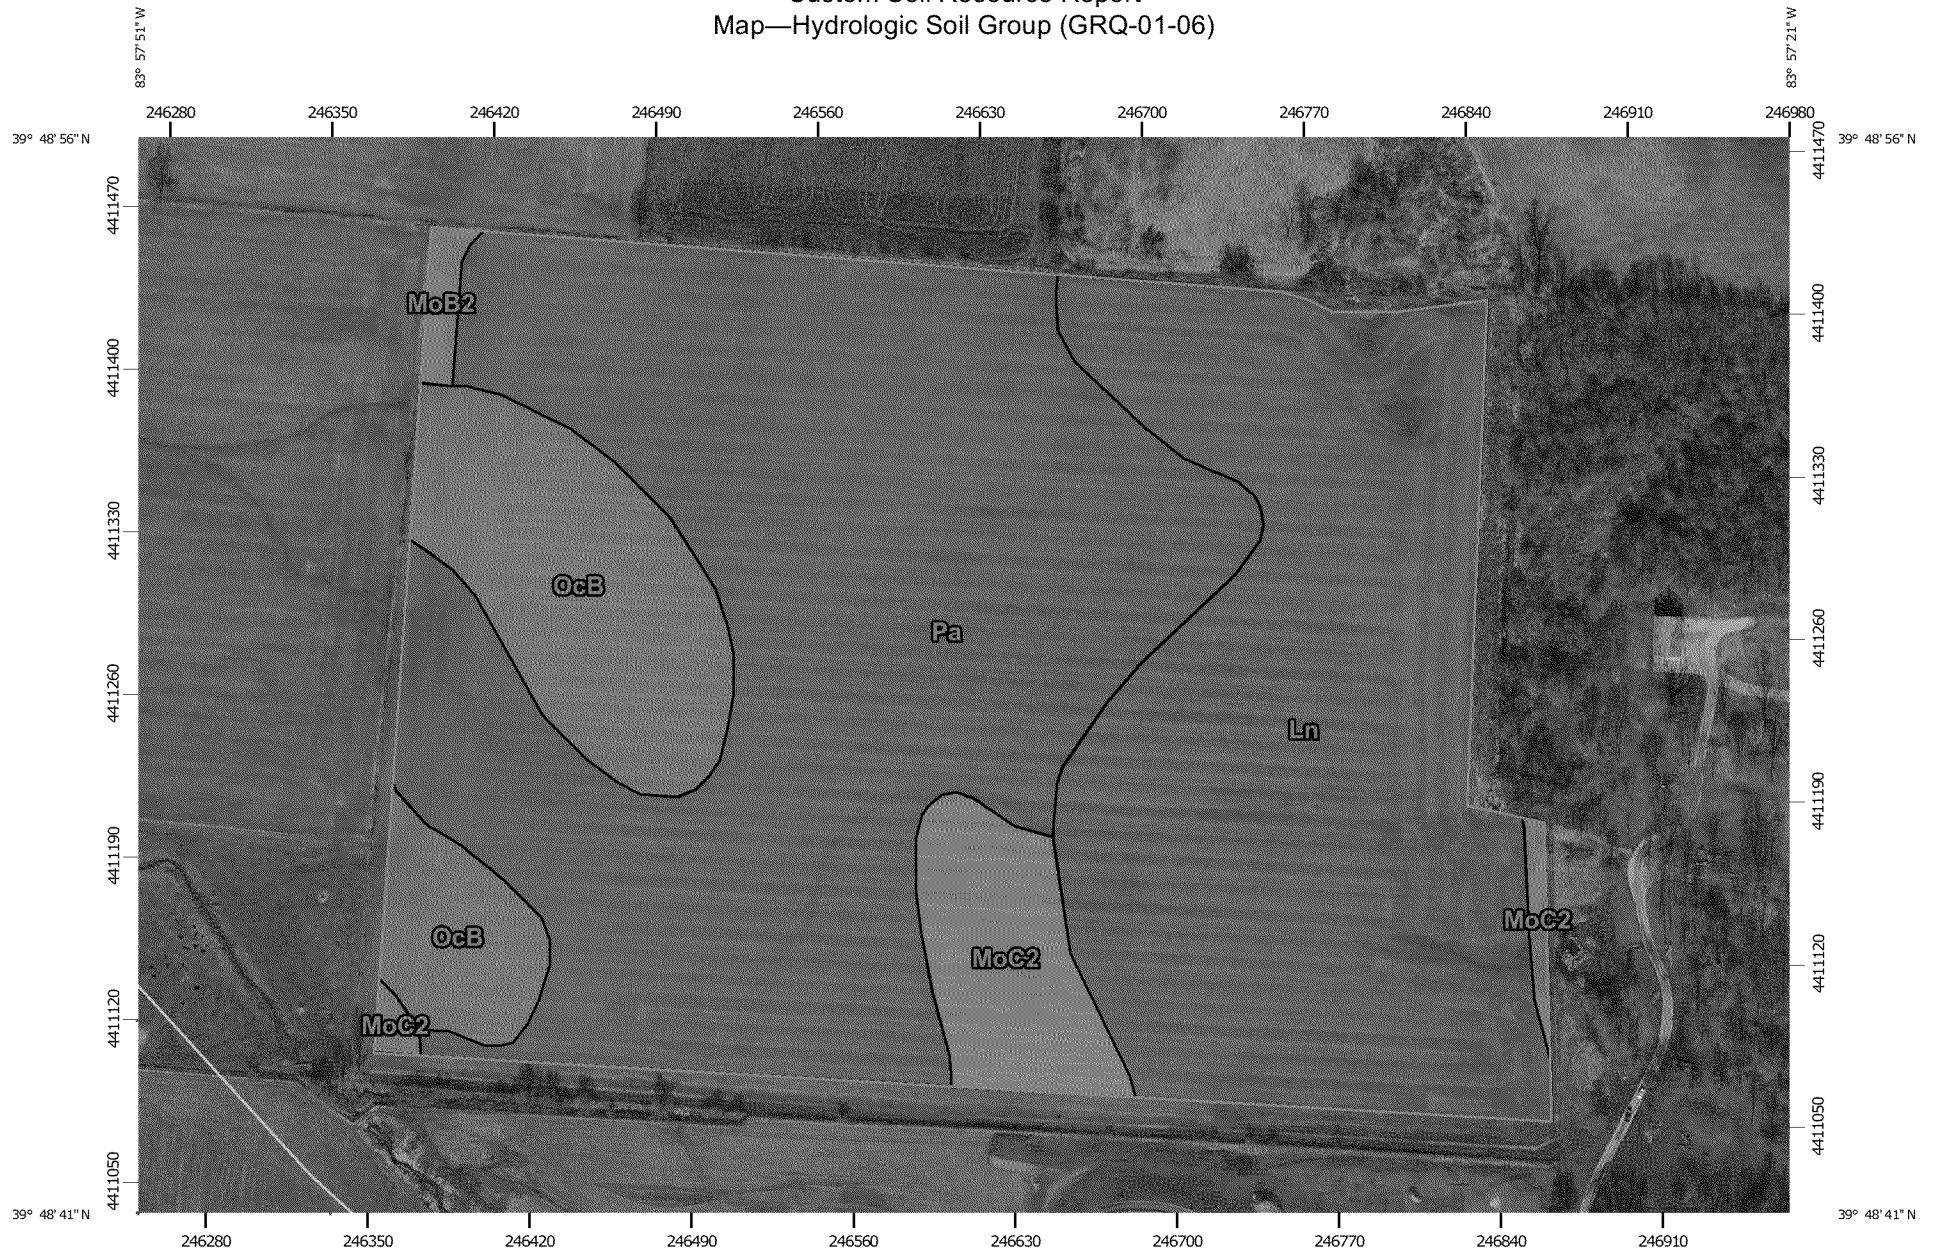 Custom Soil Resource Report
Map—Hydrologic Soil Group (GRQ-01-06)
83° 57' 51" W
83° 57' 21" W
246280 246350 246420 246490 246560 246630 246700 246770 246840 246910 246980
39° 48' 56" N
39° 48' 56" N
4411470
4411400
4411330
4411260
4411190
4411120
4411050
4411470
4411400
4411330
4411260
4411190
4411120
4411050
MoB2
OcB
Pa
Ln
MoC2
OcB
MoC2
MoC2
39° 48' 41" N
39° 48' 41" N
246280 246350 246420 246490 246560 246630 246700 246770 246840 246910